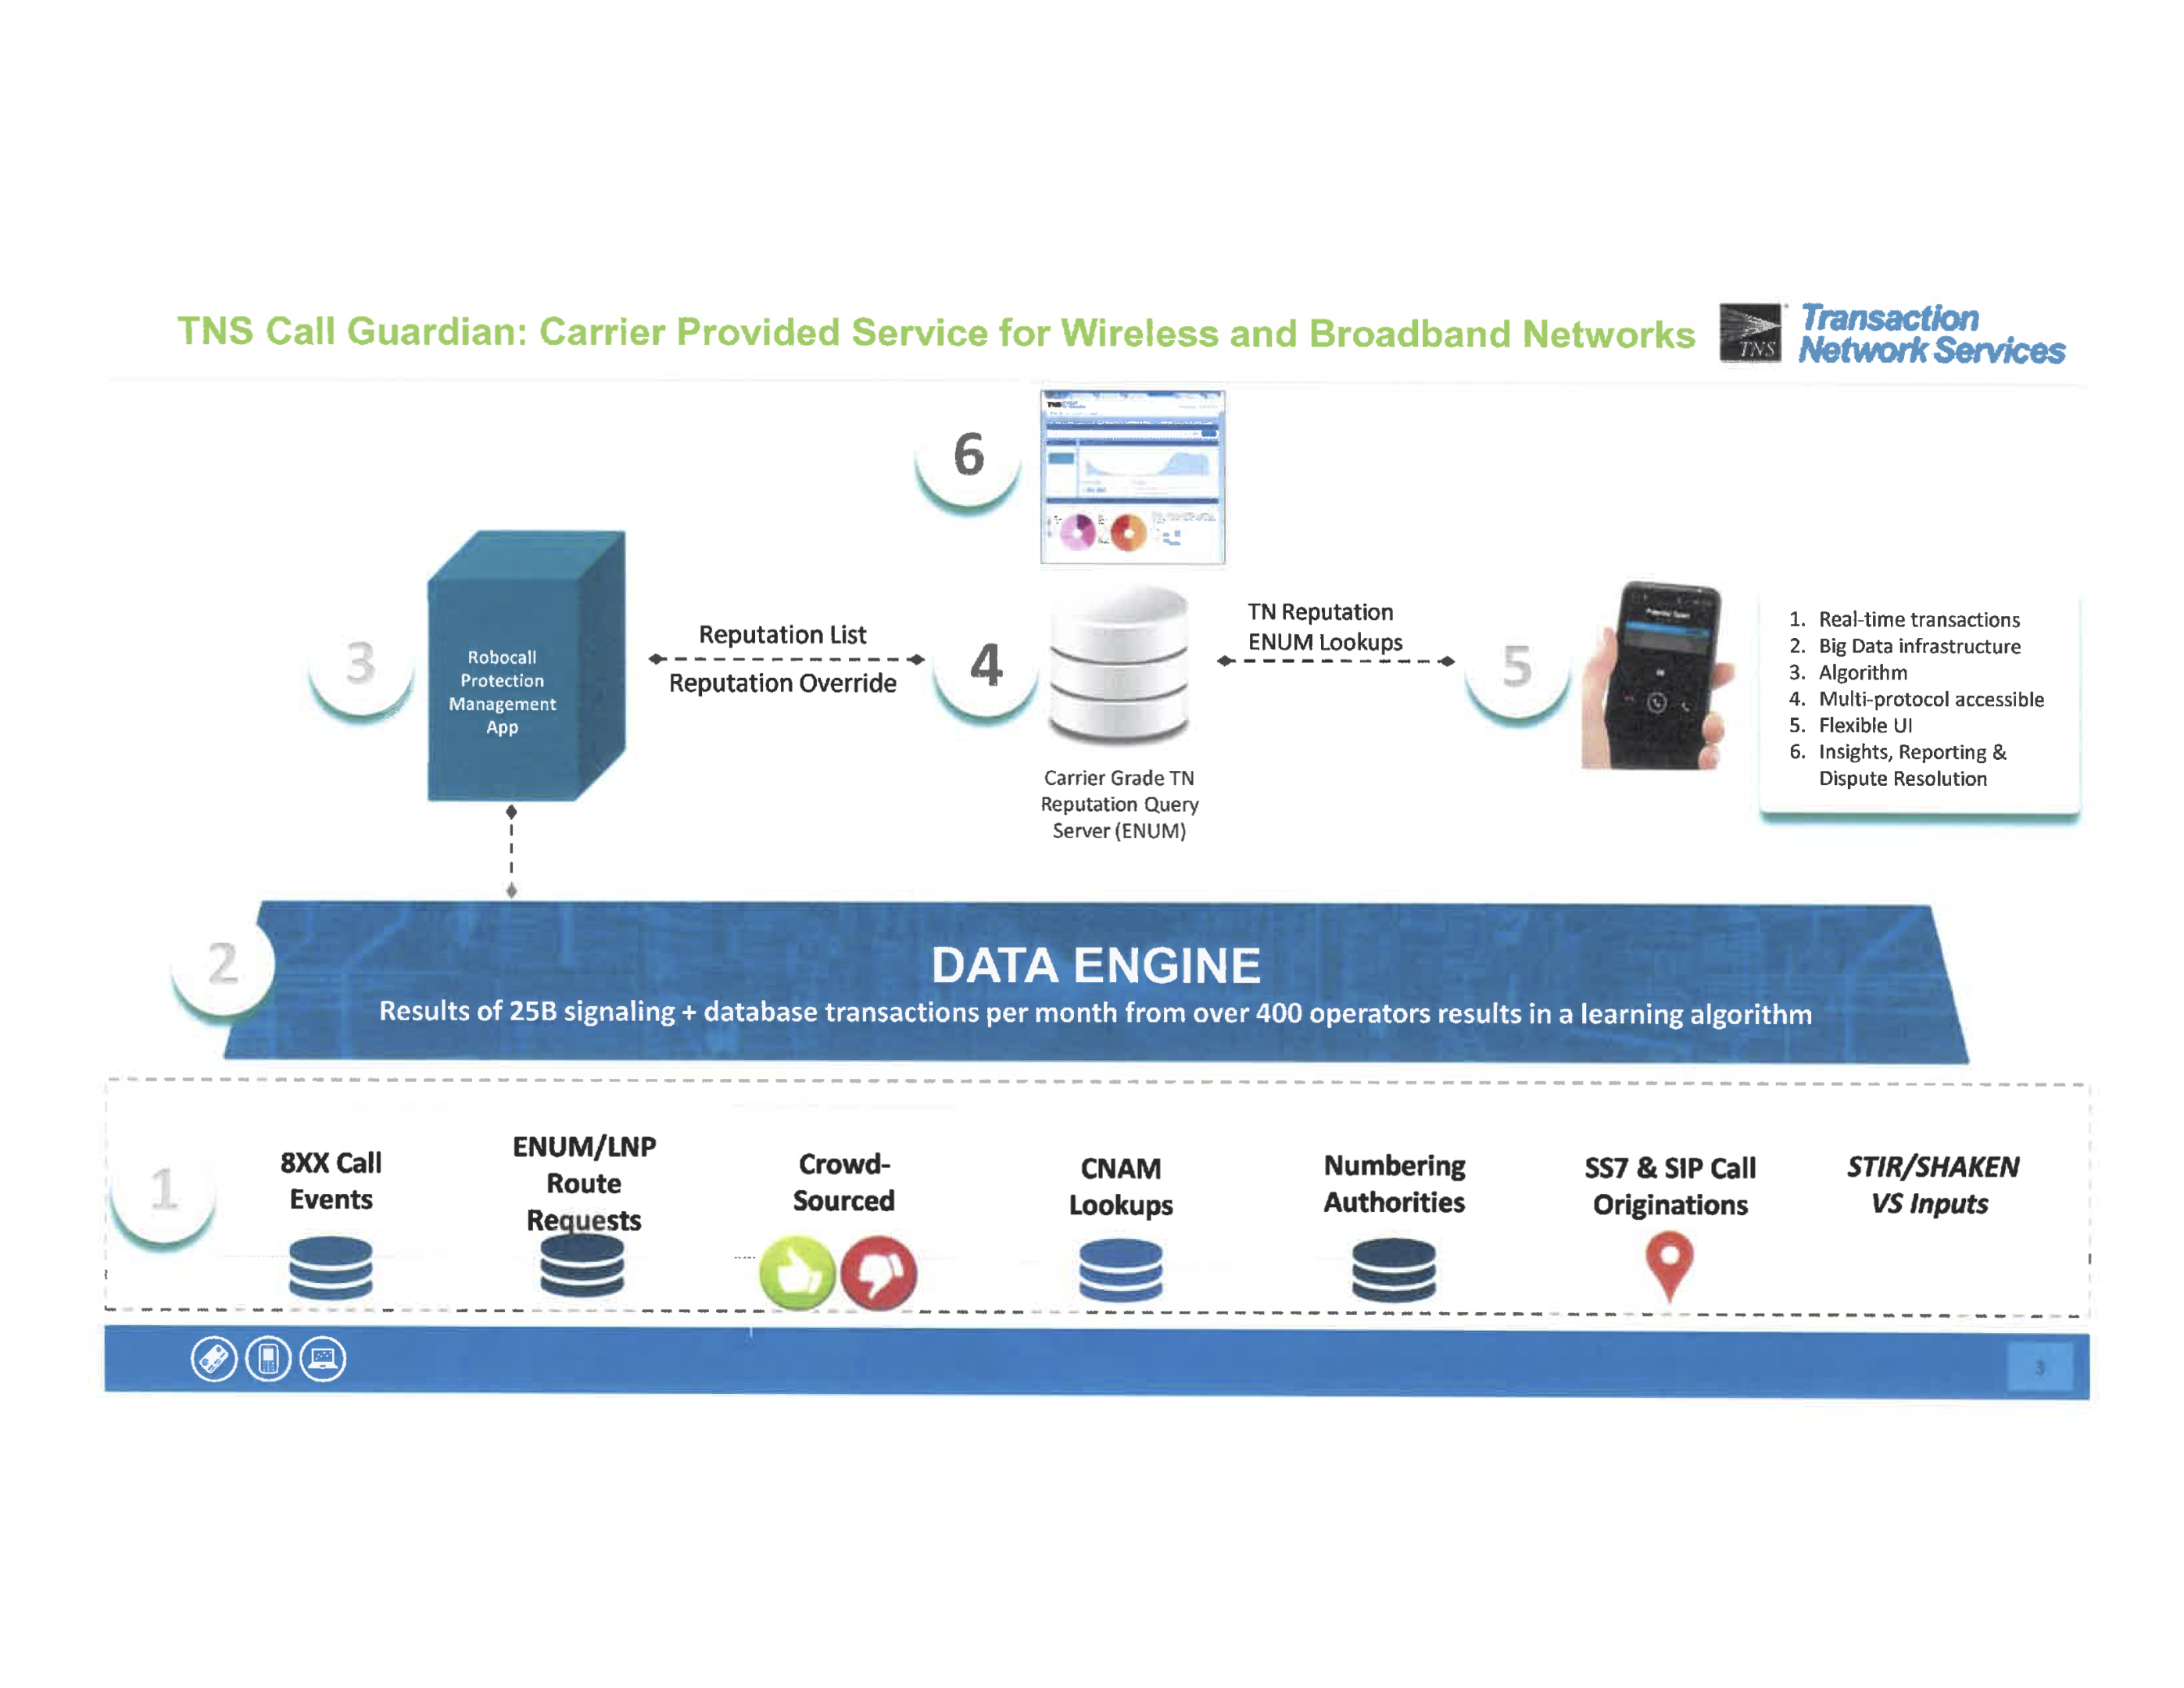 TNS Call Guardian: Carrier Provided Service for Wireless and Broadband Networks
TNS
Transaction
Network Services
6
3
Robocall
Protection
Management
App
Reputation List
Reputation Override
4
Carrier Grade TN
Reputation Query
Server (ENUM)
TN Reputation
ENUM Lookups
5
1. Real-time transactions
2. Big Data infrastructure
3. Algorithm
4. Multi-protocol accessible
5. Flexible UI
6. Insights, Reporting &
Dispute Resolution
2
DATA ENGINE
Results of 25B signaling + database transactions per month from over 400 operators results in a learning algorithm
1
8XX Call
Events
ENUM/LNP
Route
Requests
Crowd-
Sourced
CNAM
Lookups
Numbering
Authorities
SS7 & SIP Call
Originations
STIR/SHAKEN
VS Inputs
3